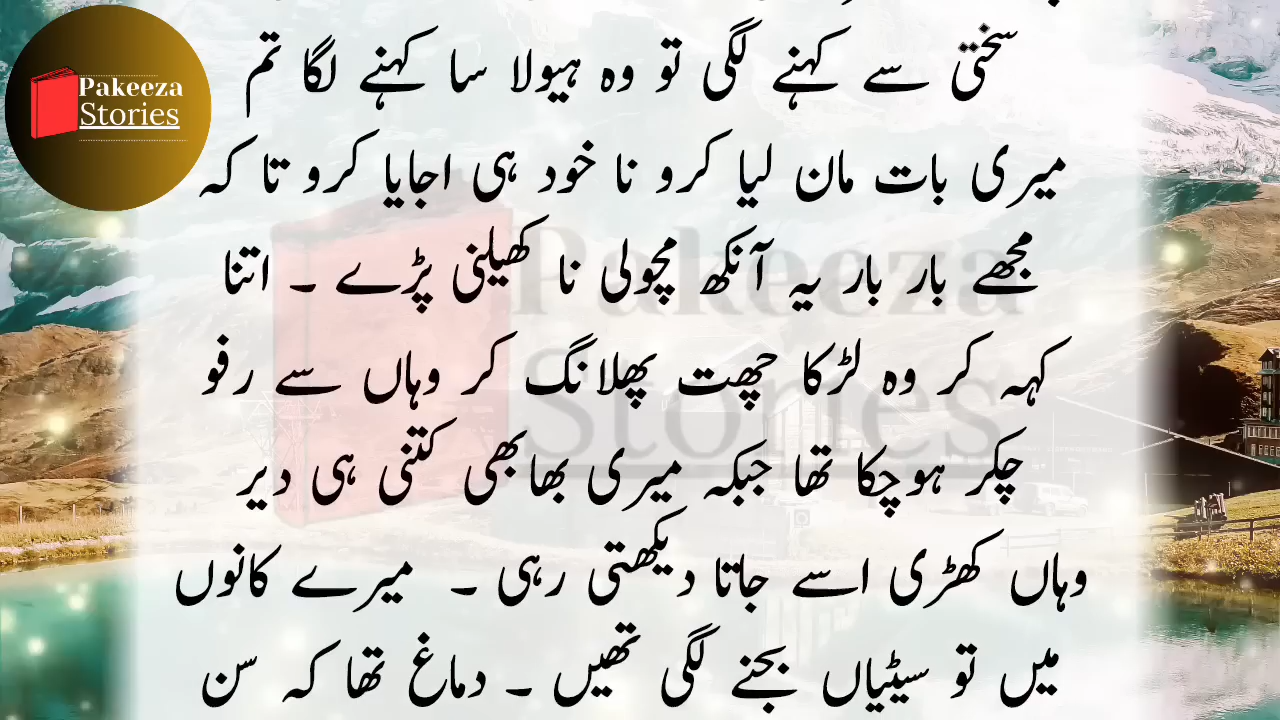 Pakeeza
Stories
سختی سے کہنے لگی تو وہ ہیولا سا کہنے لگا تم
میری بات مان لیا کرو نا خود ہی اجایا کرو تا کہ
مجھے بار بار یہ آنکھ مچولی نا کھیلنی پڑے ۔ اتنا
کہہ کر وہ لڑکا چھت پھلانگ کر وہاں سے رفو
چکر ہوچکا تھا جبکہ میری بھابھی کتنی ہی دیر
وہاں کھڑی اسے جاتا دیکھتی رہی ۔ میرے کانوں
میں تو سیٹیاں بجنے لگی تھیں ۔ دماغ تھا کہ سن
Pakeeza
Stories